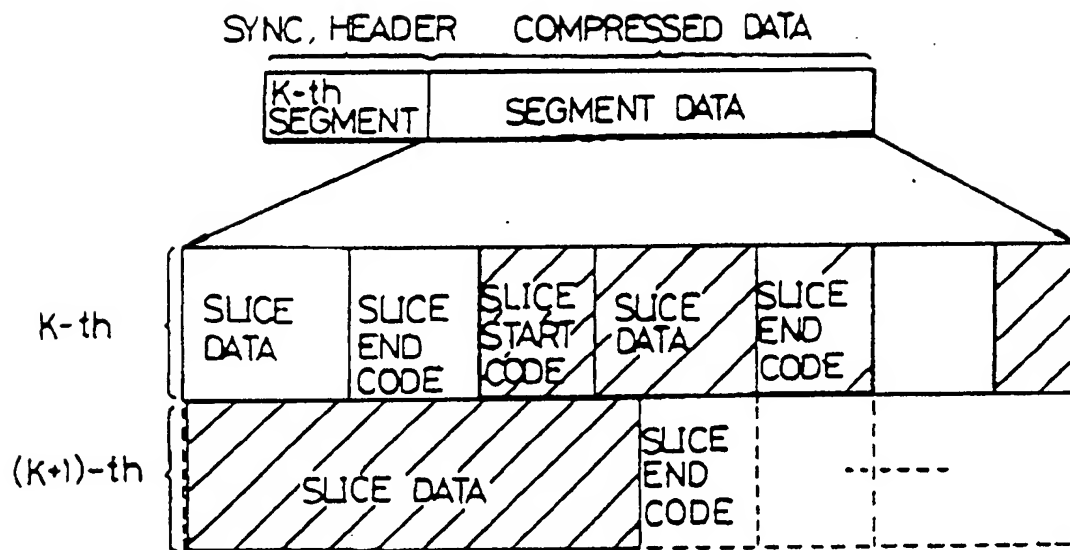 SYNC, HEADER COMPRESSED DATA
K-th
SEGMENT
SEGMENT DATA
K-th
SLICE
DATA
SLICE
END
CODE
SLICE
START
CODE
SLICE
DATA
SLICE
END
CODE
(K+1)-th
SLICE DATA
SLICE
END
CODE